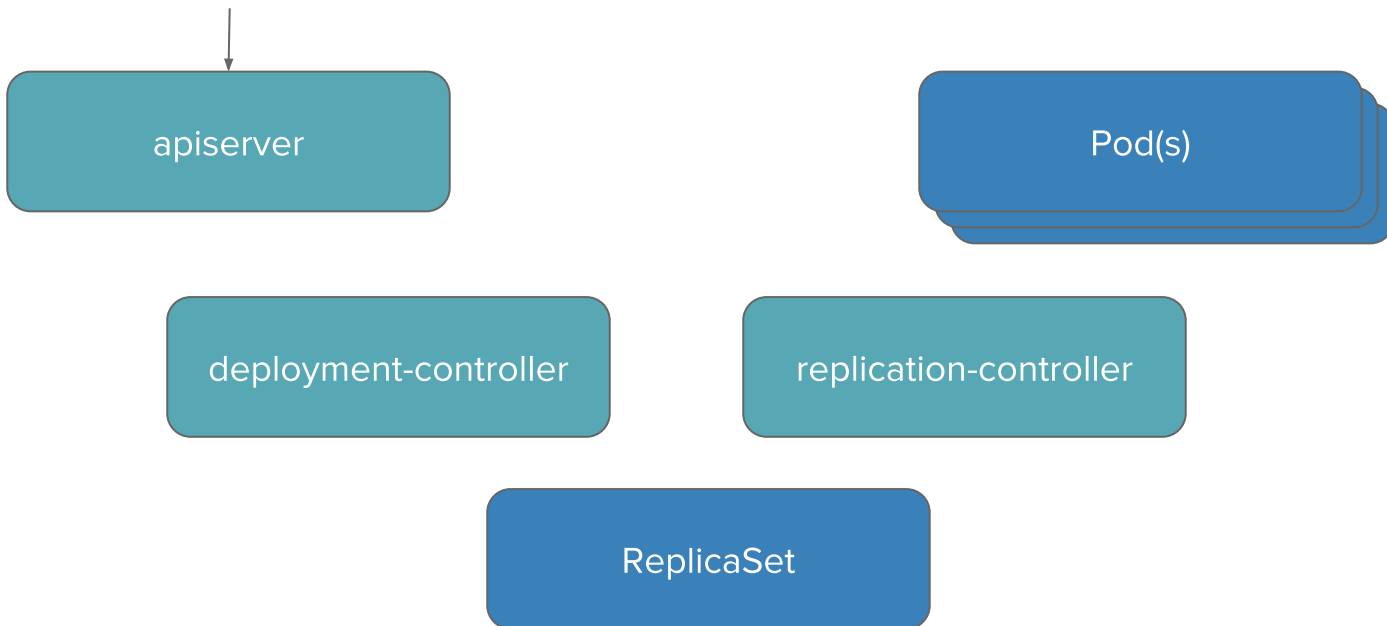 apiserver
Pod(s)
deployment-controller
replication-controller
ReplicaSet